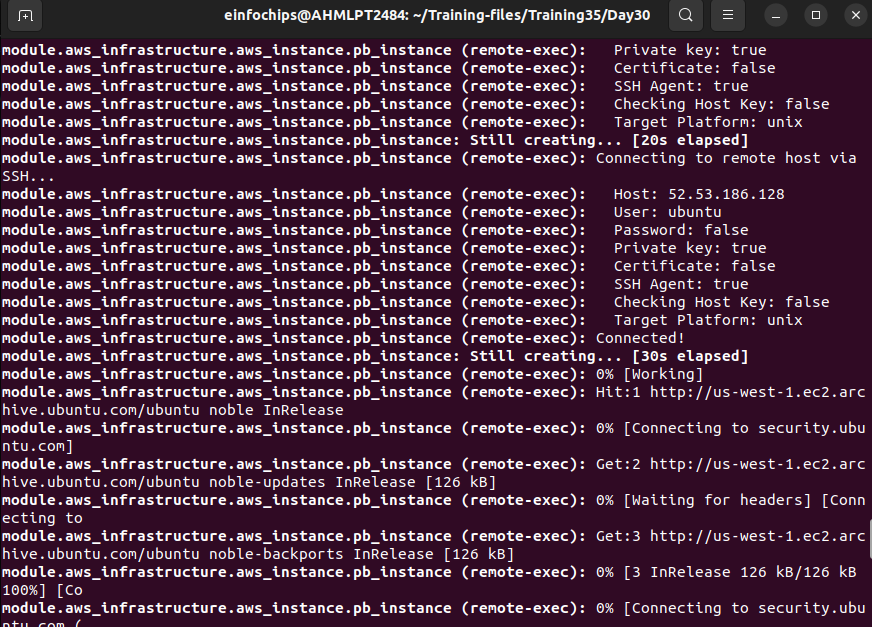 einfochips@AHMLPT2484: ~/Training-files/Training35/Day30
module.aws_infrastructure.aws_instance.pb_instance (remote-exec):   Private key: true
module.aws_infrastructure.aws_instance.pb_instance (remote-exec):   Certificate: false
module.aws_infrastructure.aws_instance.pb_instance (remote-exec):   SSH Agent: true
module.aws_infrastructure.aws_instance.pb_instance (remote-exec):   Checking Host Key: false
module.aws_infrastructure.aws_instance.pb_instance (remote-exec):   Target Platform: unix
module.aws_infrastructure.aws_instance.pb_instance: Still creating... [20s elapsed]
module.aws_infrastructure.aws_instance.pb_instance (remote-exec): Connecting to remote host via
SSH...
module.aws_infrastructure.aws_instance.pb_instance (remote-exec):   Host: 52.53.186.128
module.aws_infrastructure.aws_instance.pb_instance (remote-exec):   User: ubuntu
module.aws_infrastructure.aws_instance.pb_instance (remote-exec):   Password: false
module.aws_infrastructure.aws_instance.pb_instance (remote-exec):   Private key: true
module.aws_infrastructure.aws_instance.pb_instance (remote-exec):   Certificate: false
module.aws_infrastructure.aws_instance.pb_instance (remote-exec):   SSH Agent: true
module.aws_infrastructure.aws_instance.pb_instance (remote-exec):   Checking Host Key: false
module.aws_infrastructure.aws_instance.pb_instance (remote-exec):   Target Platform: unix
module.aws_infrastructure.aws_instance.pb_instance (remote-exec): Connected!
module.aws_infrastructure.aws_instance.pb_instance: Still creating... [30s elapsed]
module.aws_infrastructure.aws_instance.pb_instance (remote-exec): 0% [Working]
module.aws_infrastructure.aws_instance.pb_instance (remote-exec): Hit:1 http://us-west-1.ec2.arc
hive.ubuntu.com/ubuntu noble InRelease
module.aws_infrastructure.aws_instance.pb_instance (remote-exec): 0% [Connecting to security.ubu
ntu.com]
module.aws_infrastructure.aws_instance.pb_instance (remote-exec): Get:2 http://us-west-1.ec2.arc
hive.ubuntu.com/ubuntu noble-updates InRelease [126 kB]
module.aws_infrastructure.aws_instance.pb_instance (remote-exec): 0% [Waiting for headers] [Conn
ecting to
module.aws_infrastructure.aws_instance.pb_instance (remote-exec): Get:3 http://us-west-1.ec2.arc
hive.ubuntu.com/ubuntu noble-backports InRelease [126 kB]
module.aws_infrastructure.aws_instance.pb_instance (remote-exec): 0% [3 InRelease 126 kB/126 kB
100%] [Co
module.aws_infrastructure.aws_instance.pb_instance (remote-exec): 0% [Connecting to security.ubu
ntu.com (